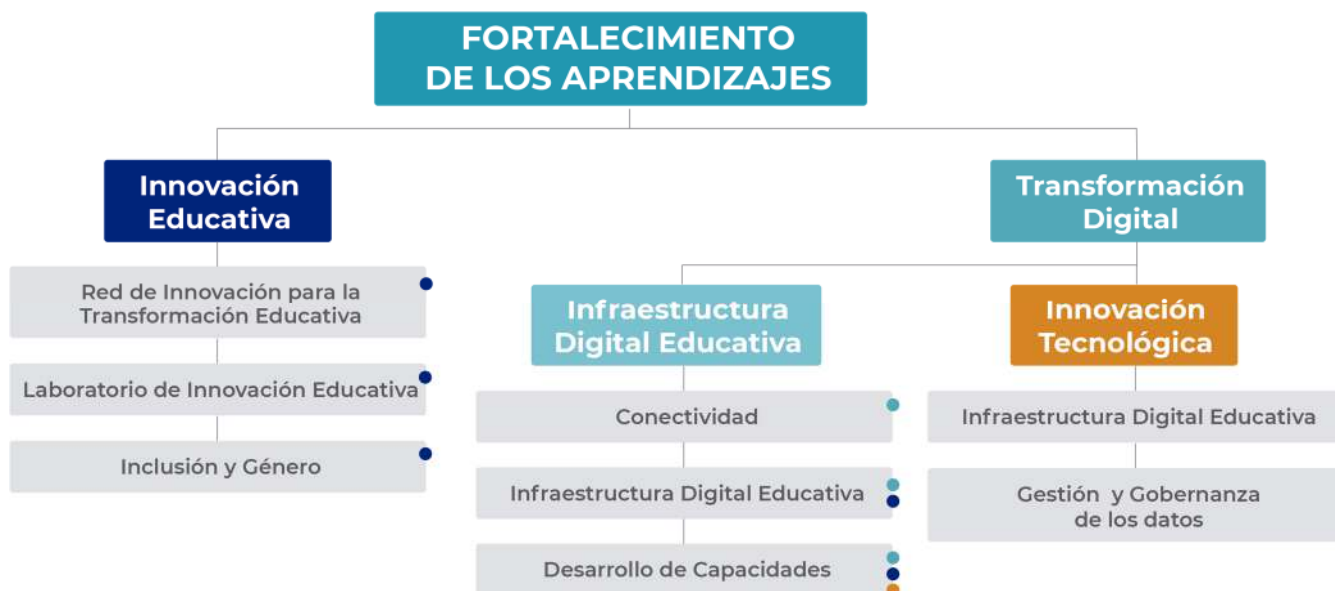 FORTALECIMIENTO
DE LOS APRENDIZAJES
Innovación
Educativa
Red de Innovación para la
Transformación Educativa
Laboratorio de Innovación Educativa
Inclusión y Género
Transformación
Digital
Infraestructura
Digital Educativa
Conectividad
Infraestructura Digital Educativa
Desarrollo de Capacidades
Innovación
Tecnológica
Infraestructura Digital Educativa
Gestión y Gobernanza
de los datos